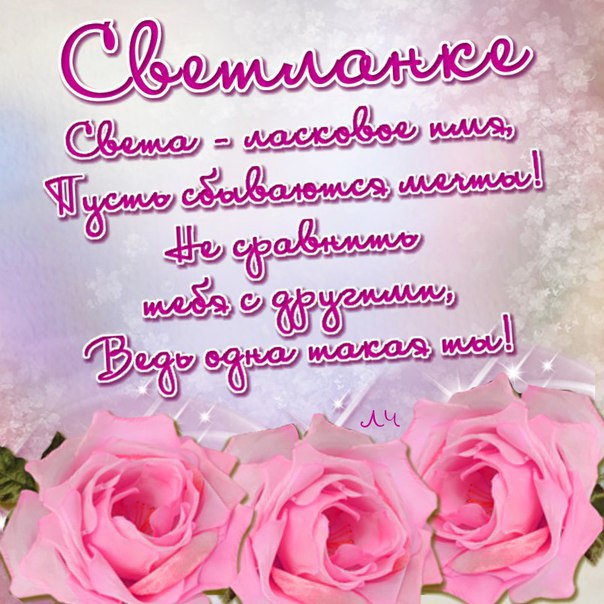 Светланке
Света - ласковое имя,
Пусть сбываются мечты!
Не сравнить
тебя с другими,
Ведь одна такая ты!
ЛЧ